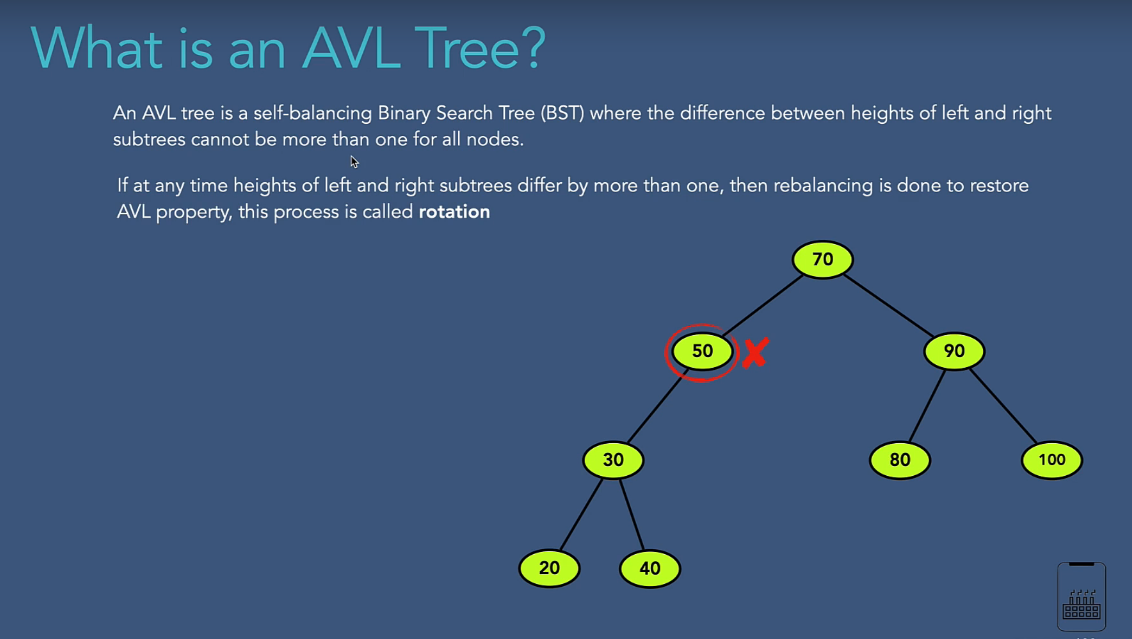 What is an AVL Tree?
An AVL tree is a self-balancing Binary Search Tree (BST) where the difference between heights of left and right
subtrees cannot be more than one for all nodes.
If at any time heights of left and right subtrees differ by more than one, then rebalancing is done to restore
AVL property, this process is called rotation
70
50
90
30
80
100
20
40